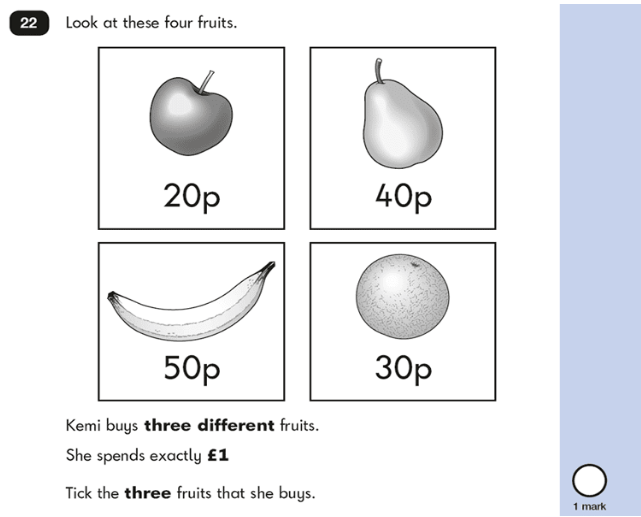 22 Look at these four fruits.
20p 40p
50p 30p
Kemi buys three different fruits.
She spends exactly £1
Tick the three fruits that she buys.
1 mark